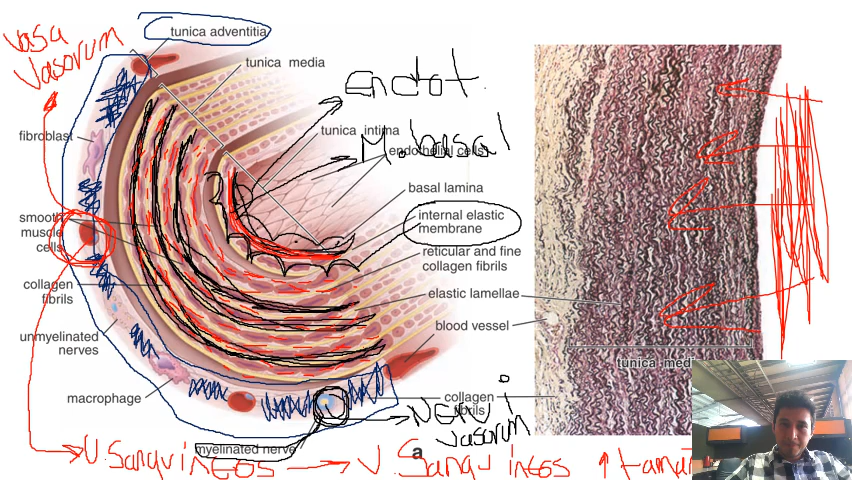 vasa
vasorum
tunica adventitia
tunica media
Endot.
fibroblast
tunica intima
M. basal
endothelial cells
basal lamina
internal elastic
membrane
smooth
muscle
cells
reticular and fine
collagen fibrils
collagen
fibrils
elastic lamellae
unmyelinated
nerves
blood vessel
tunica med
macrophage
collagen
fibrils
Nervi
vasorum
myelinated nerve
a
V Sanguineos → V Sanguineos ↑